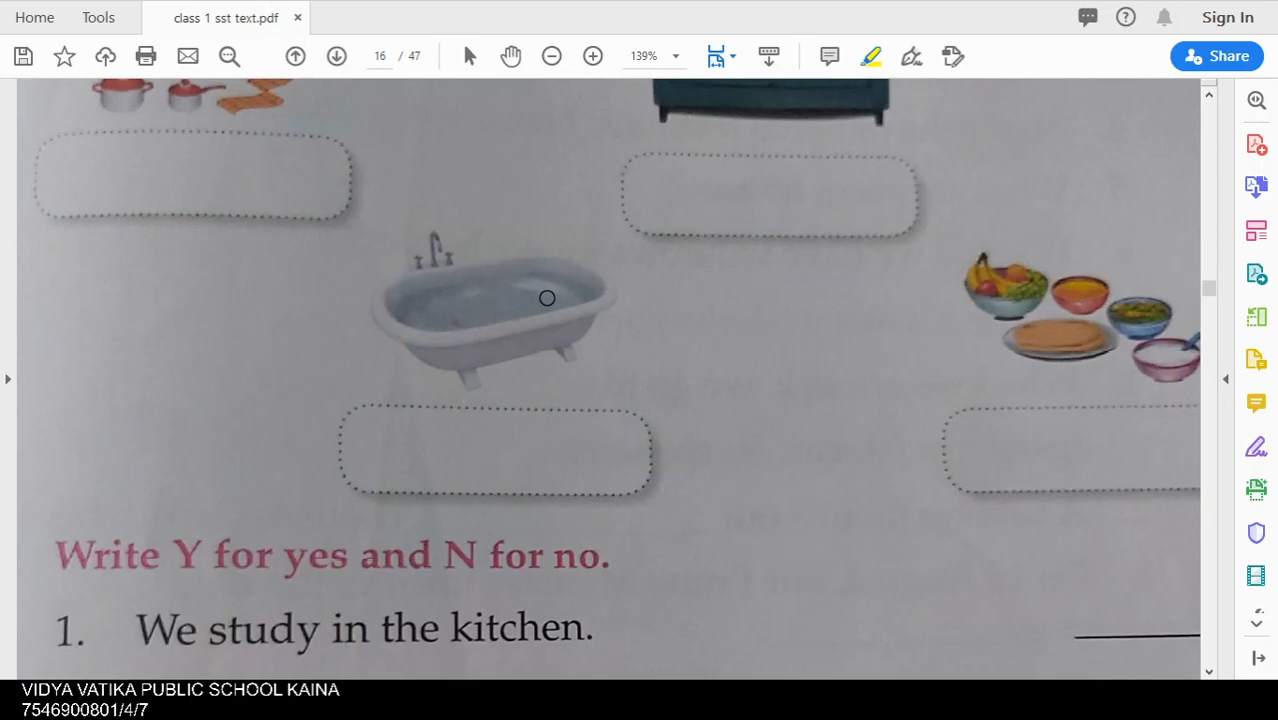 Home
Tools
class 1 sst text.pdf
×
Sign In
16 / 47
139%
Share
Write Y for yes and N for no.
1. We study in the kitchen.
VIDYA VATIKA PUBLIC SCHOOL KAINA
7546900801/4/7